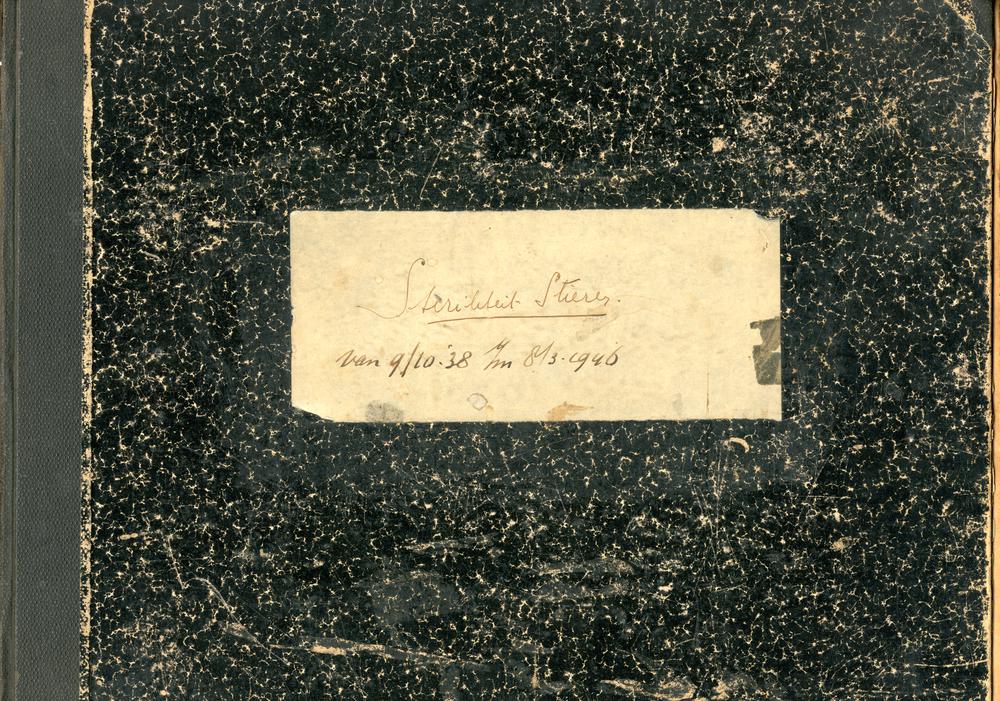 Steriliteit Stieren.
van 9/10-'38 t/m 8/3-1946